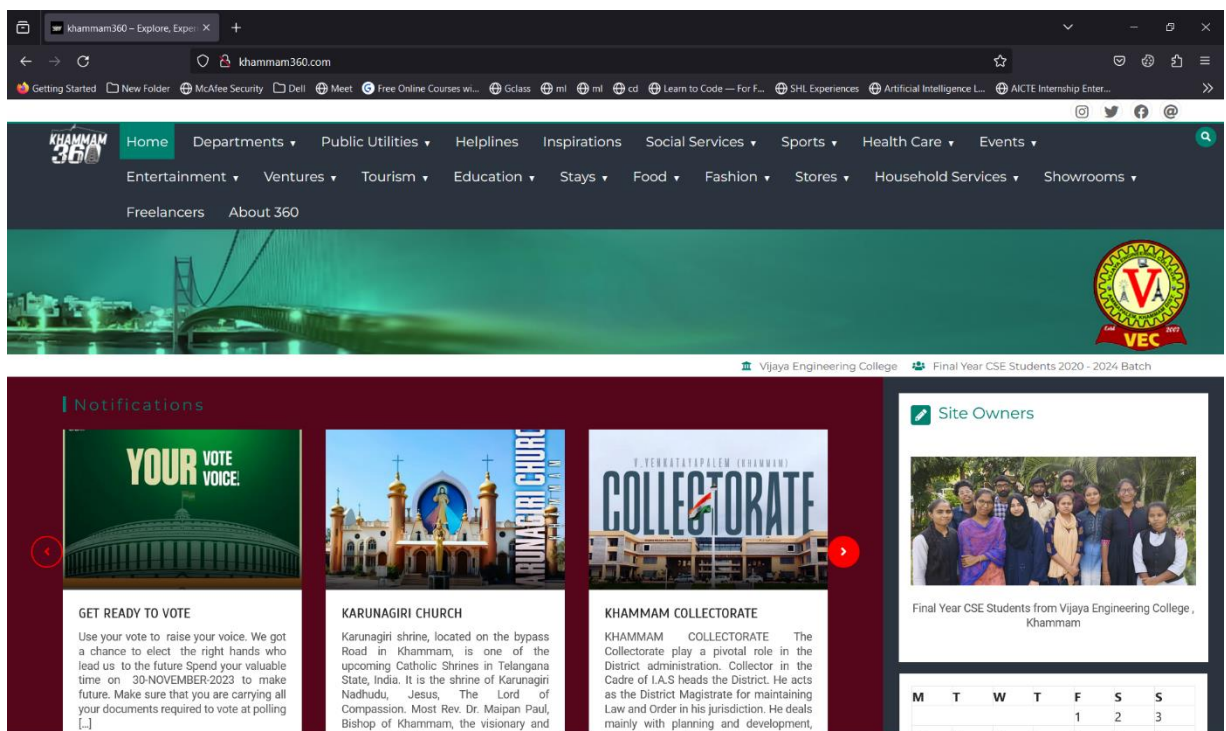 khammam360 – Explore, Exper
khammam360.com
Getting Started New Folder McAfee Security Dell Meet Free Online Courses wi... Gclass ml ml cd Learn to Code — For F... SHL Experiences Artificial Intelligence L... AICTE Internship Enter...
KHAMMAM
360
Home Departments Public Utilities Helplines Inspirations Social Services Sports Health Care Events
Entertainment Ventures Tourism Education Stays Food Fashion Stores Household Services Showrooms
Freelancers About 360
V
A
Estd 2002
VEC
Vijaya Engineering College Final Year CSE Students 2020 - 2024 Batch
Notifications
YOUR VOTE
VOICE!
ARUNAGIRI CHURC
V.VENKATAYAPALEM (KHAMMAM)
COLLECTORATE
GET READY TO VOTE
Use your vote to raise your voice. We got
a chance to elect the right hands who
lead us to the future Spend your valuable
time on 30-NOVEMBER-2023 to make
future. Make sure that you are carrying all
your documents required to vote at polling
[...]
KARUNAGIRI CHURCH
Karunagiri shrine, located on the bypass
Road in Khammam, is one of the
upcoming Catholic Shrines in Telangana
State, India. It is the shrine of Karunagiri
Nadhudu, Jesus, The Lord of
Compassion. Most Rev. Dr. Maipan Paul,
Bishop of Khammam, the visionary and
KHAMMAM COLLECTORATE
KHAMMAM COLLECTORATE The
Collectorate play a pivotal role in the
District administration. Collector in the
Cadre of I.A.S heads the District. He acts
as the District Magistrate for maintaining
Law and Order in his jurisdiction. He deals
mainly with planning and development,
Site Owners
Final Year CSE Students from Vijaya Engineering College ,
Khammam
M T W T F S S
1 2 3